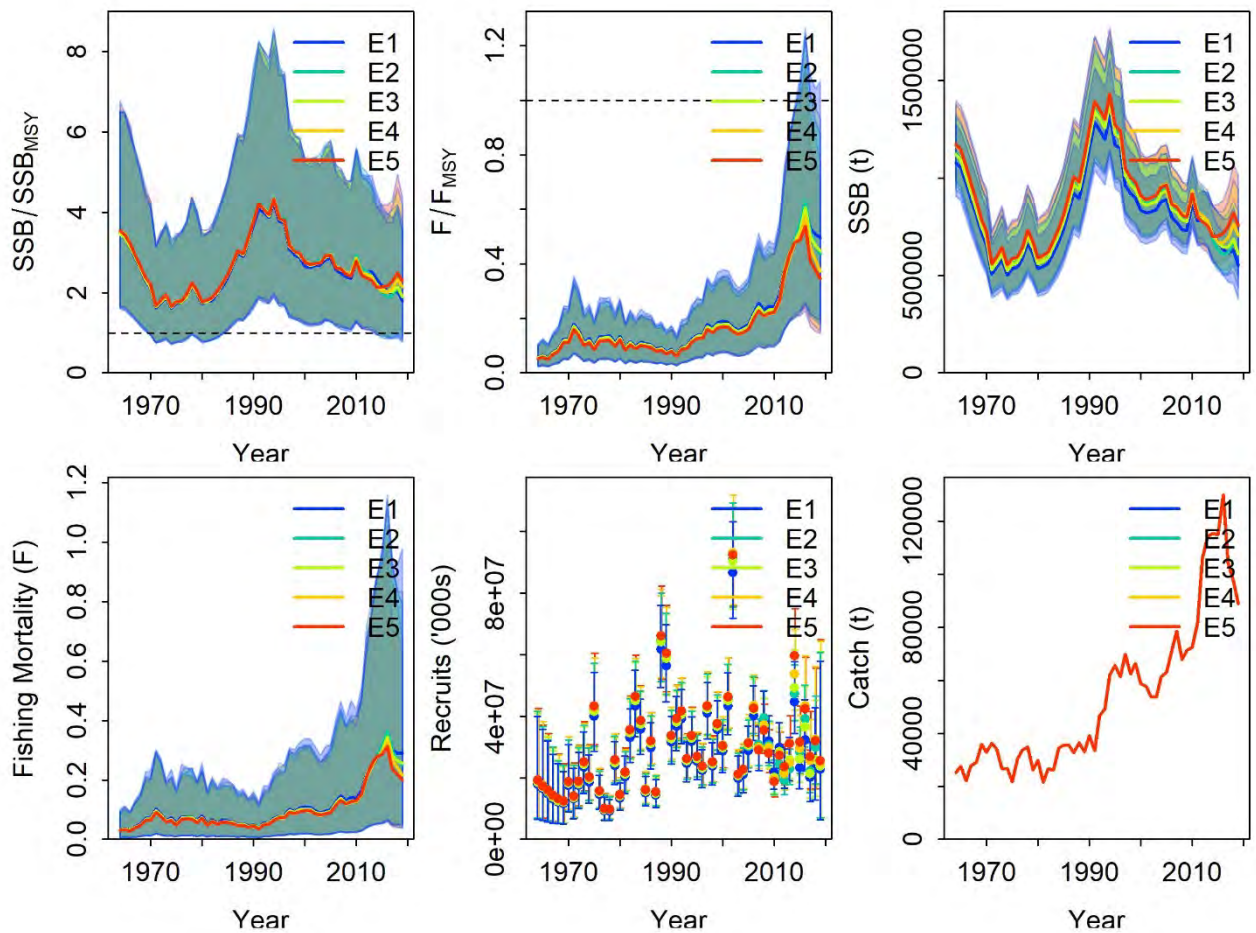 SSB / SSB_MSY
0 2 4 6 8
E1
E2
E3
E4
E5
1970 1990 2010
Year
F / F_MSY
0.0 0.4 0.8 1.2
E1
E2
E3
E4
E5
1970 1990 2010
Year
SSB (t)
0 500000 1500000
E1
E2
E3
E4
E5
1970 1990 2010
Year
Fishing Mortality (F)
0.0 0.2 0.4 0.6 0.8 1.0 1.2
E1
E2
E3
E4
E5
1970 1990 2010
Year
Recruits ('000s)
0e+00 4e+07 8e+07
E1
E2
E3
E4
E5
1970 1990 2010
Year
Catch (t)
0 40000 80000 120000
E1
E2
E3
E4
E5
1970 1990 2010
Year